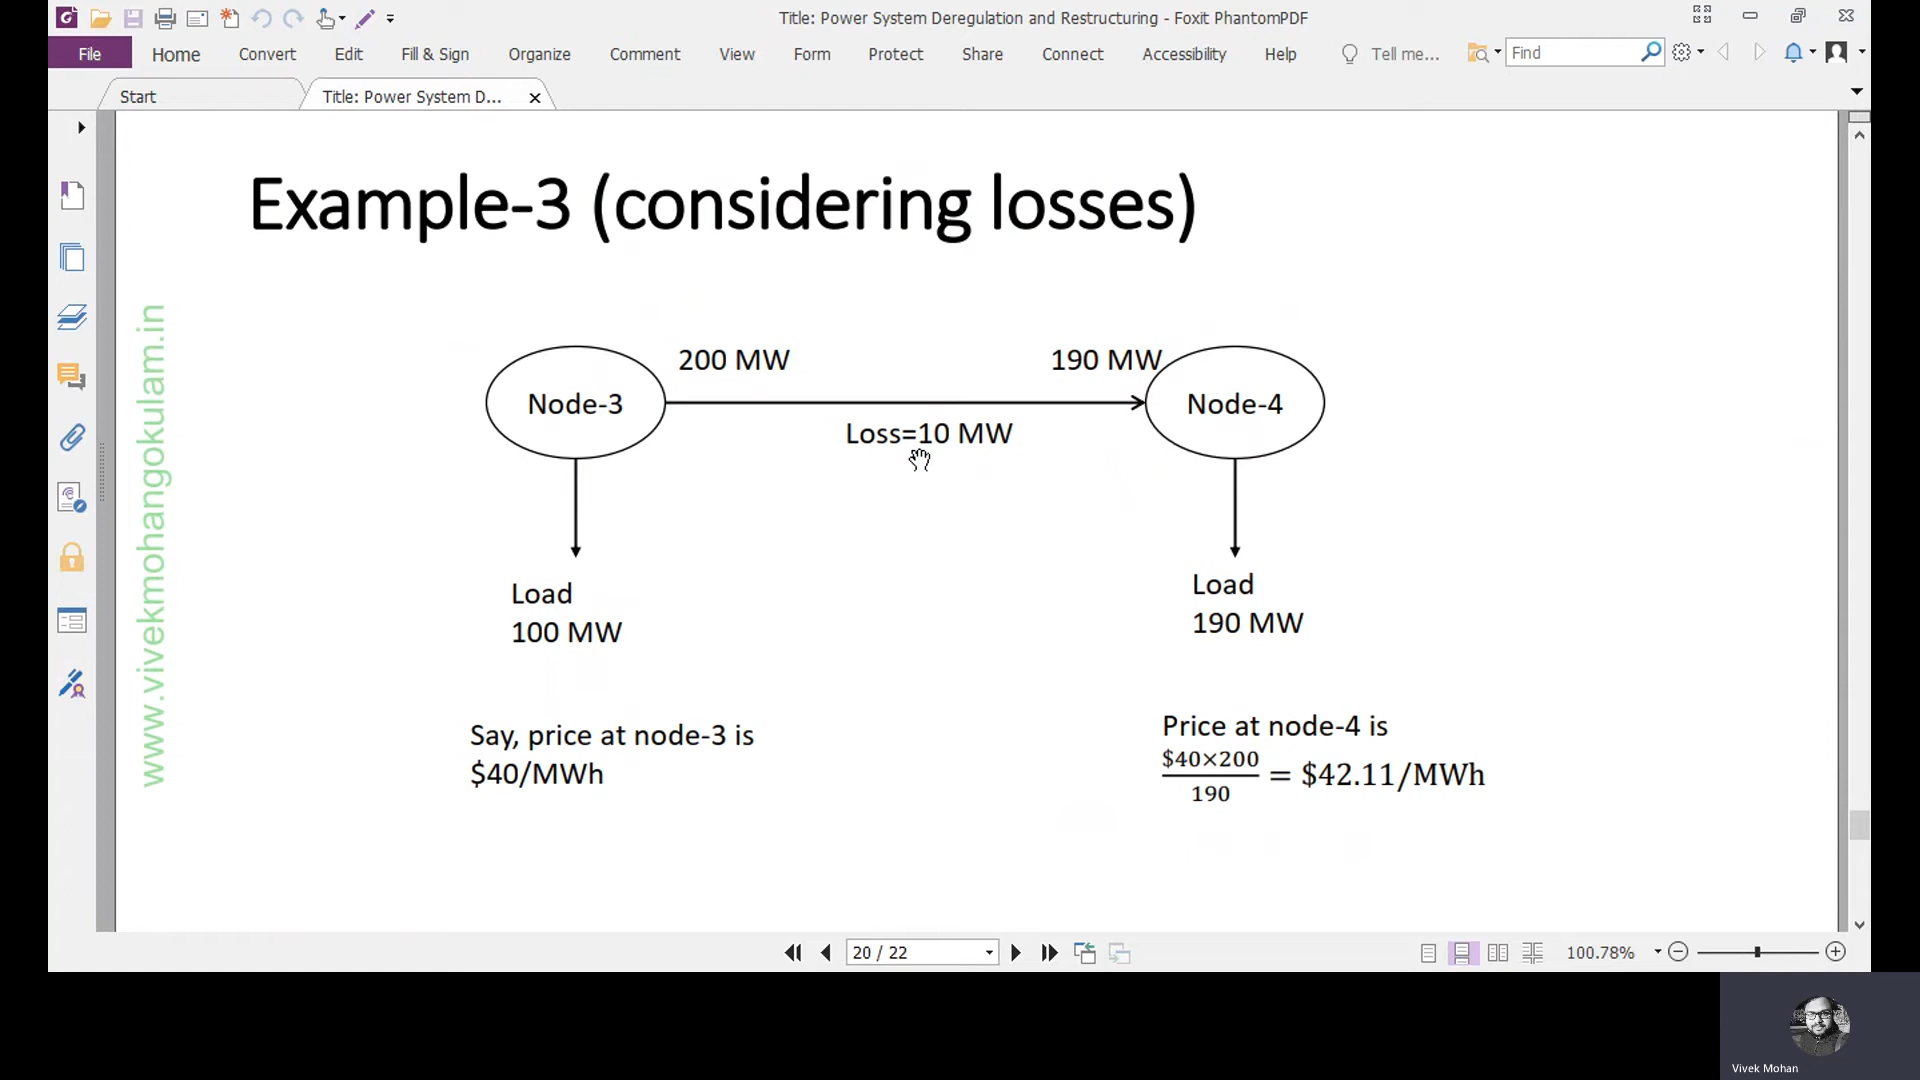 Title: Power System Deregulation and Restructuring - Foxit PhantomPDF
File Home Convert Edit Fill & Sign Organize Comment View Form Protect Share Connect Accessibility Help Tell me... Find
Start Title: Power System D...
Example-3 (considering losses)
www.vivekmohangokulam.in
200 MW 190 MW
Node-3 Node-4
Loss=10 MW
Load
100 MW
Load
190 MW
Say, price at node-3 is
$40/MWh
Price at node-4 is
$40×200
190
= $42.11/MWh
20 / 22 100.78%
Vivek Mohan